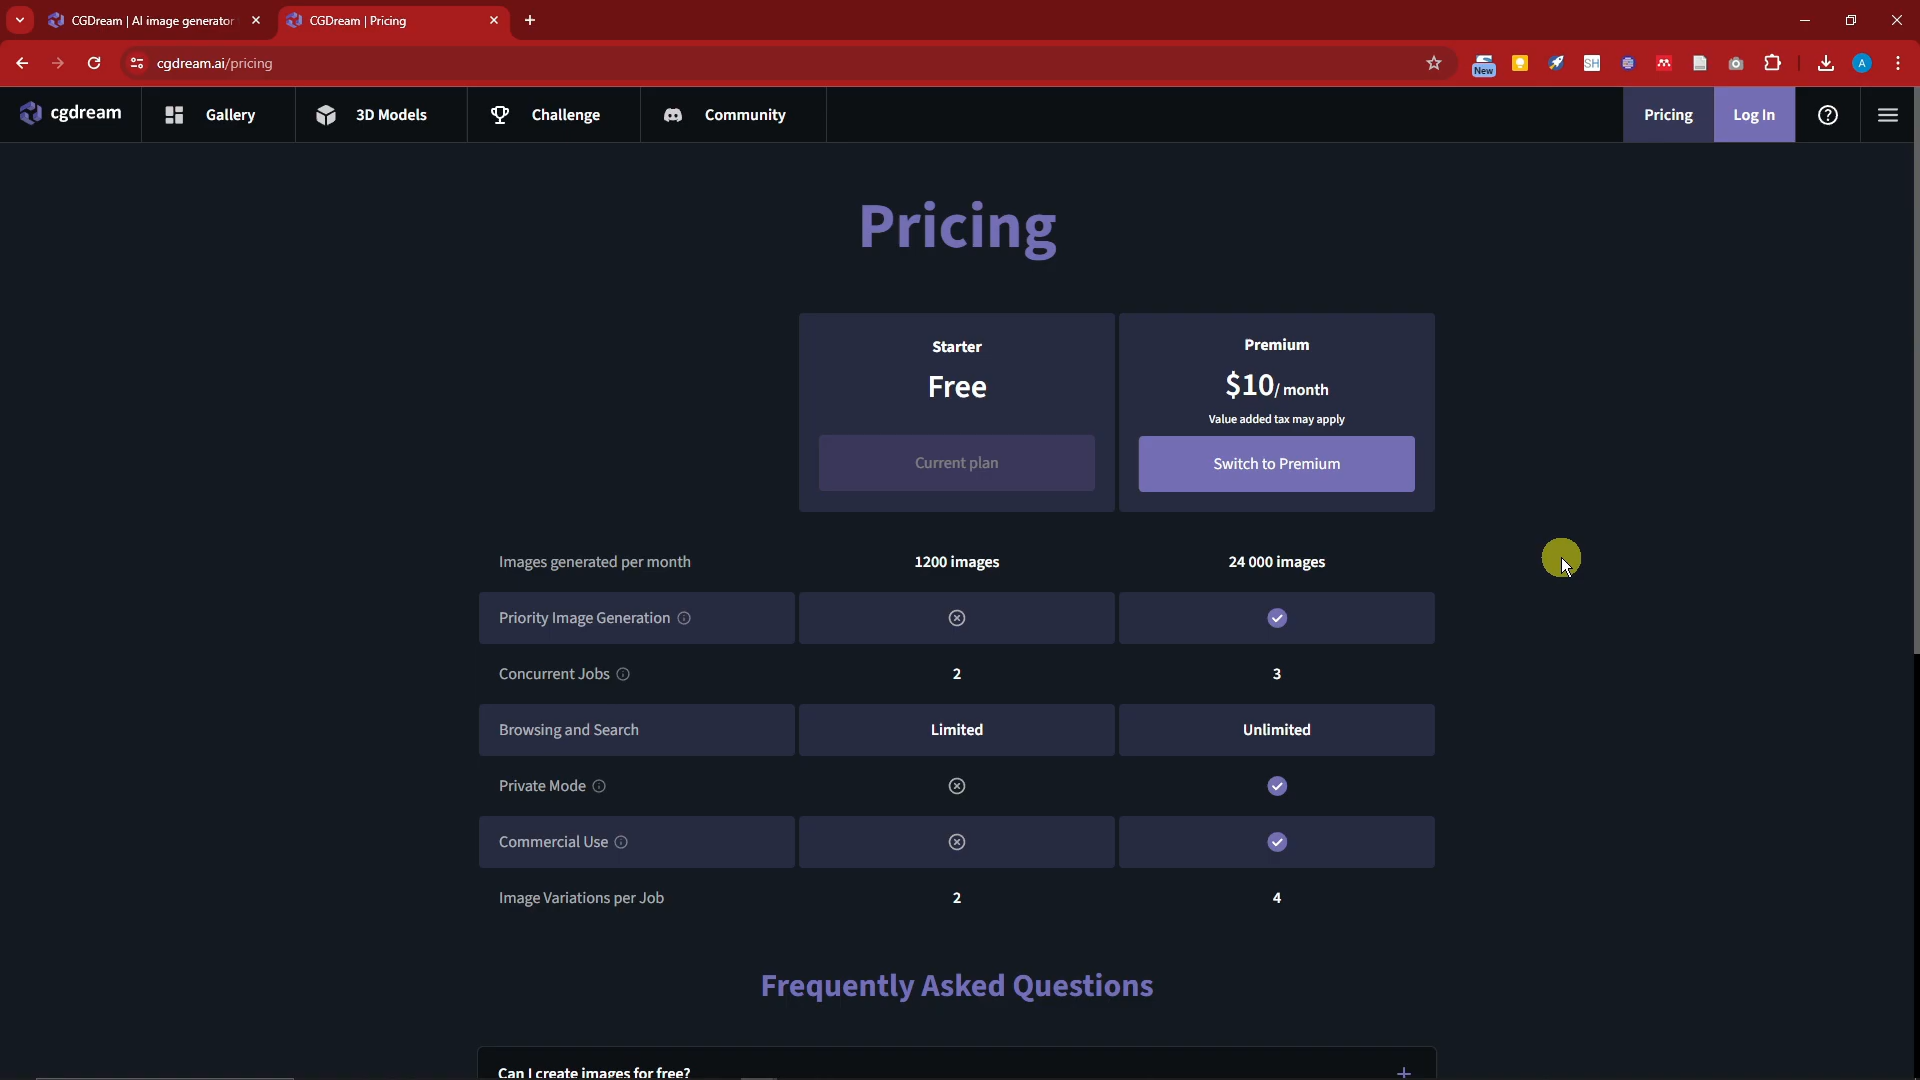 CGDream | AI image generator
CGDream | Pricing
cgdream.ai/pricing
New
SH
A
cgdream
Gallery
3D Models
Challenge
Community
Pricing
Log In
Pricing
Starter
Free
Current plan
Premium
$10/ month
Value added tax may apply
Switch to Premium
Images generated per month 1200 images 24 000 images
Priority Image Generation
Concurrent Jobs 2 3
Browsing and Search Limited Unlimited
Private Mode
Commercial Use
Image Variations per Job 2 4
Frequently Asked Questions
Can I create images for free?